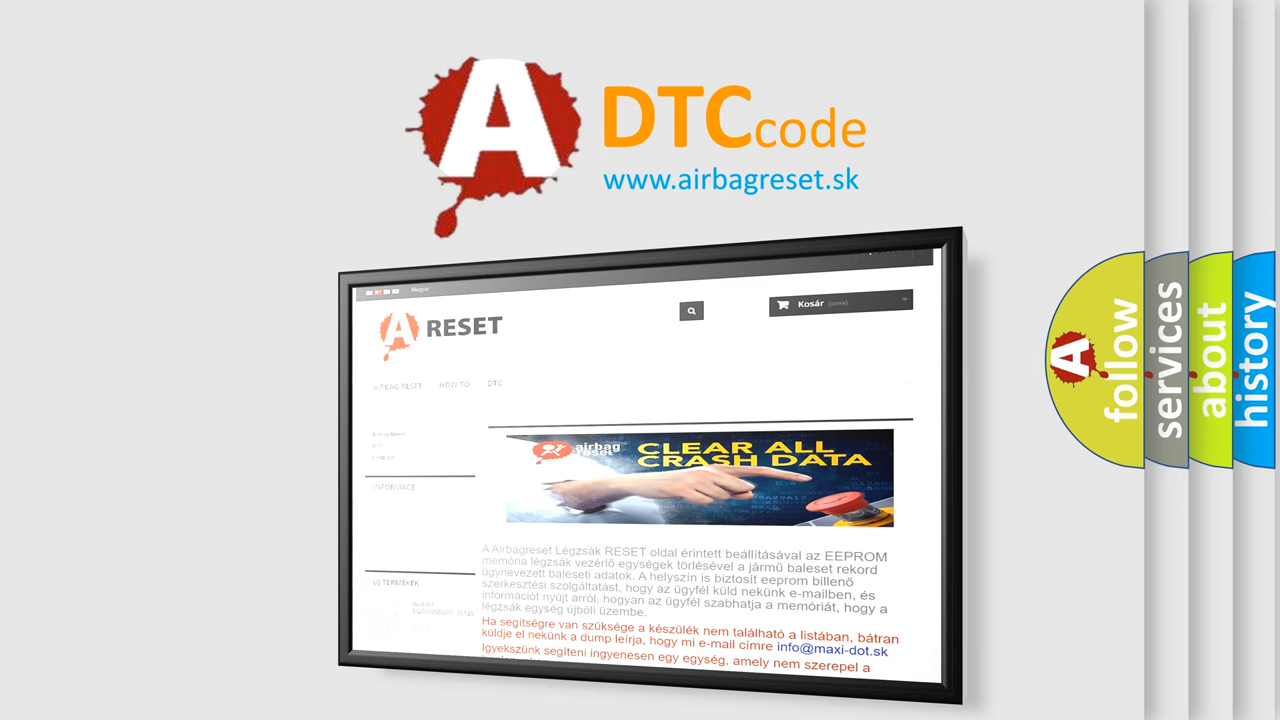 A DTC code
www.airbagreset.sk
Magyar
A RESET
Kosár (üres)
AIRBAG RESET HOW TO DTC
INFORMACE
ÚJ TERMÉKEK
airbag
reset
CLEAR ALL
CRASH DATA
A Airbagreset Légzsák RESET oldal érintett beállításával az EEPROM
memória légzsák vezérlő egységek törlésével a jármű baleset rekord
úgynevezett baleseti adatok. A helyszín is biztosít eeprom billenő
szerkesztési szolgáltatást, hogy az ügyfél küld nekünk e-mailben, és
információt nyújt arról, hogyan az ügyfél szabhatja a memóriát, hogy a
légzsák egység újbóli üzembe.
Ha segítségre van szüksége a készülék nem található a listában, bátran
küldje el nekünk a dump leírja, hogy mi e-mail címre info@maxi-dot.sk
Igyekszünk segíteni ingyenesen egy egység, amely nem szerepel a
A follow
services
about
history